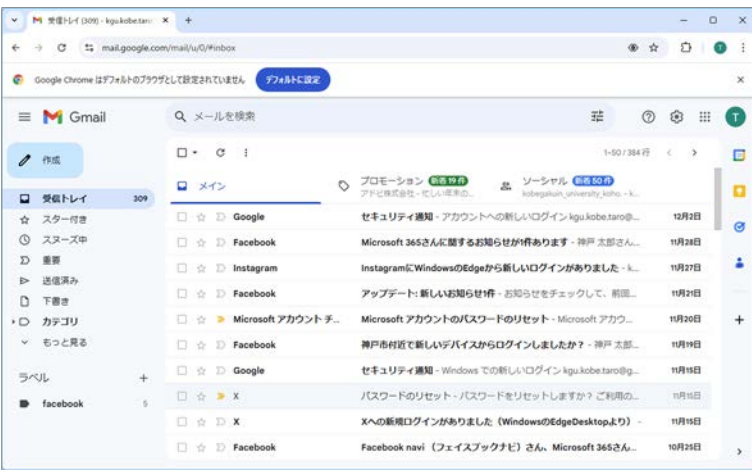 受信トレイ (309) - kgu.kobe.taro
mail.google.com/mail/u/0/#inbox
Google Chrome はデフォルトのブラウザとして設定されていません デフォルトに設定
Gmail メールを検索 T
作成 1-50 / 384 行
メイン プロモーション 新着 19 件 ソーシャル 新着 50 件
アドビ株式会社 - 忙しい年末の... kobegakuin_university_koho. - k...
受信トレイ 309
スター付き
スヌーズ中
重要
送信済み
下書き
カテゴリ
もっと見る
ラベル +
facebook 5
Google セキュリティ通知 - アカウントへの新しいログイン kgu.kobe.taro@... 12月2日
Facebook Microsoft 365さんに関するお知らせが1件あります - 神戸 太郎さん... 11月28日
Instagram InstagramにWindowsのEdgeから新しいログインがありました - k... 11月27日
Facebook アップデート: 新しいお知らせ1件 - お知らせをチェックして、前回... 11月21日
Microsoft アカウント チ... Microsoft アカウントのパスワードのリセット - Microsoft アカウ... 11月20日
Facebook 神戸市付近で新しいデバイスからログインしましたか？ - 神戸 太郎... 11月19日
Google セキュリティ通知 - Windows での新しいログイン kgu.kobe.taro@g... 11月15日
X パスワードのリセット - パスワードをリセットしますか？ ご利用の... 11月15日
X Xへの新規ログインがありました（WindowsのEdgeDesktopより） - 11月15日
Facebook Facebook navi （フェイスブックナビ）さん、Microsoft 365さん... 10月25日